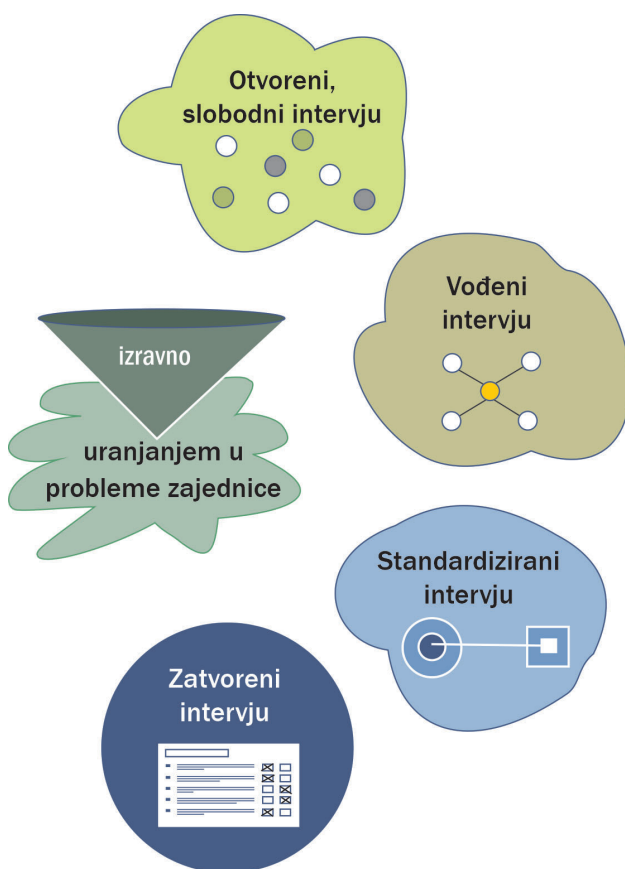 Otvoreni,
slobodni intervju
Vođeni
intervju
izravno
uranjanjem u
probleme zajednice
Standardizirani
intervju
Zatvoreni
intervju